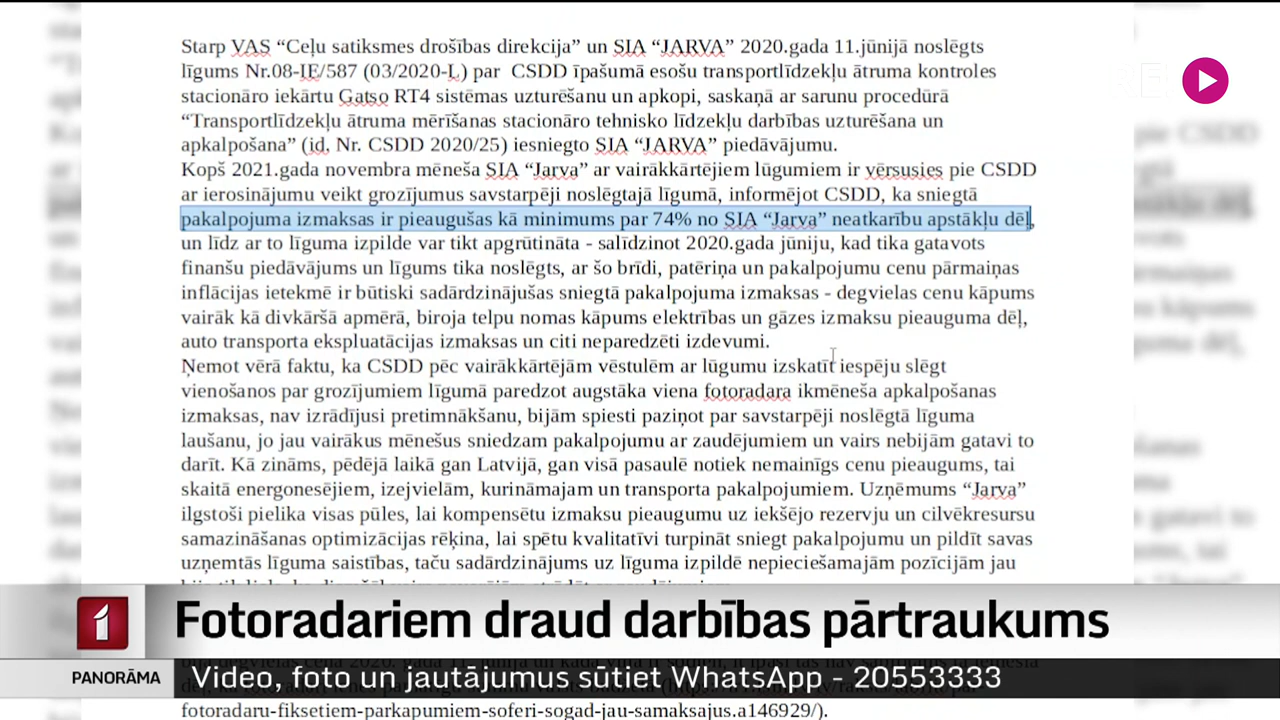 Starp VAS “Ceļu satiksmes drošības direkcija” un SIA “JARVA” 2020.gada 11.jūnijā noslēgts
līgums Nr.08-IE/587 (03/2020-Ļ) par CSDD īpašumā esošu transportlīdzekļu ātruma kontroles
stacionāro iekārtu Gatso RT4 sistēmas uzturēšanu un apkopi, saskaņā ar sarunu procedūrā
“Transportlīdzekļu ātruma mērīšanas stacionāro tehnisko līdzekļu darbības uzturēšana un
apkalpošana” (id. Nr. CSDD 2020/25) iesniegto SIA “JARVA” piedāvājumu.
Kopš 2021.gada novembra mēneša SIA “Jarva” ar vairākkārtējiem lūgumiem ir vērsusies pie CSDD
ar ierosinājumu veikt grozījumus savstarpēji noslēgtajā līgumā, informējot CSDD, ka sniegtā
pakalpojuma izmaksas ir pieaugušas kā minimums par 74% no SIA “Jarva” neatkarību apstākļu dēļ,
un līdz ar to līguma izpilde var tikt apgrūtināta - salīdzinot 2020.gada jūniju, kad tika gatavots
finanšu piedāvājums un līgums tika noslēgts, ar šo brīdi, patēriņa un pakalpojumu cenu pārmaiņas
inflācijas ietekmē ir būtiski sadārdzinājušas sniegtā pakalpojuma izmaksas - degvielas cenu kāpums
vairāk kā divkāršā apmērā, biroja telpu nomas kāpums elektrības un gāzes izmaksu pieauguma dēļ,
auto transporta ekspluatācijas izmaksas un citi neparedzēti izdevumi.
Ņemot vērā faktu, ka CSDD pēc vairākkārtējām vēstulēm ar lūgumu izskatīt iespēju slēgt
vienošanos par grozījumiem līgumā paredzot augstāka viena fotoradara ikmēneša apkalpošanas
izmaksas, nav izrādījusi pretimnākšanu, bijām spiesti paziņot par savstarpēji noslēgtā līguma
laušanu, jo jau vairākus mēnešus sniedzam pakalpojumu ar zaudējumiem un vairs nebijām gatavi to
darīt. Kā zināms, pēdējā laikā gan Latvijā, gan visā pasaulē notiek nemainīgs cenu pieaugums, tai
skaitā energonesējiem, izejvielām, kurināmajam un transporta pakalpojumiem. Uzņēmums “Jarva”
ilgstoši pielika visas pūles, lai kompensētu izmaksu pieaugumu uz iekšējo rezervju un cilvēkresursu
samazināšanas optimizācijas rēķina, lai spētu kvalitatīvi turpināt sniegt pakalpojumu un pildīt savas
uzņemtās līguma saistības, taču sadārdzinājums uz līguma izpildē nepieciešamajām pozīcijām jau
1
Fotoradariem draud darbības pārtraukums
PANORĀMA
Video, foto un jautājumus sūtiet WhatsApp - 20553333
fotoradaru-fiksetiem-parkapumiem-soferi-sogad-jau-samaksajus.a146929/).